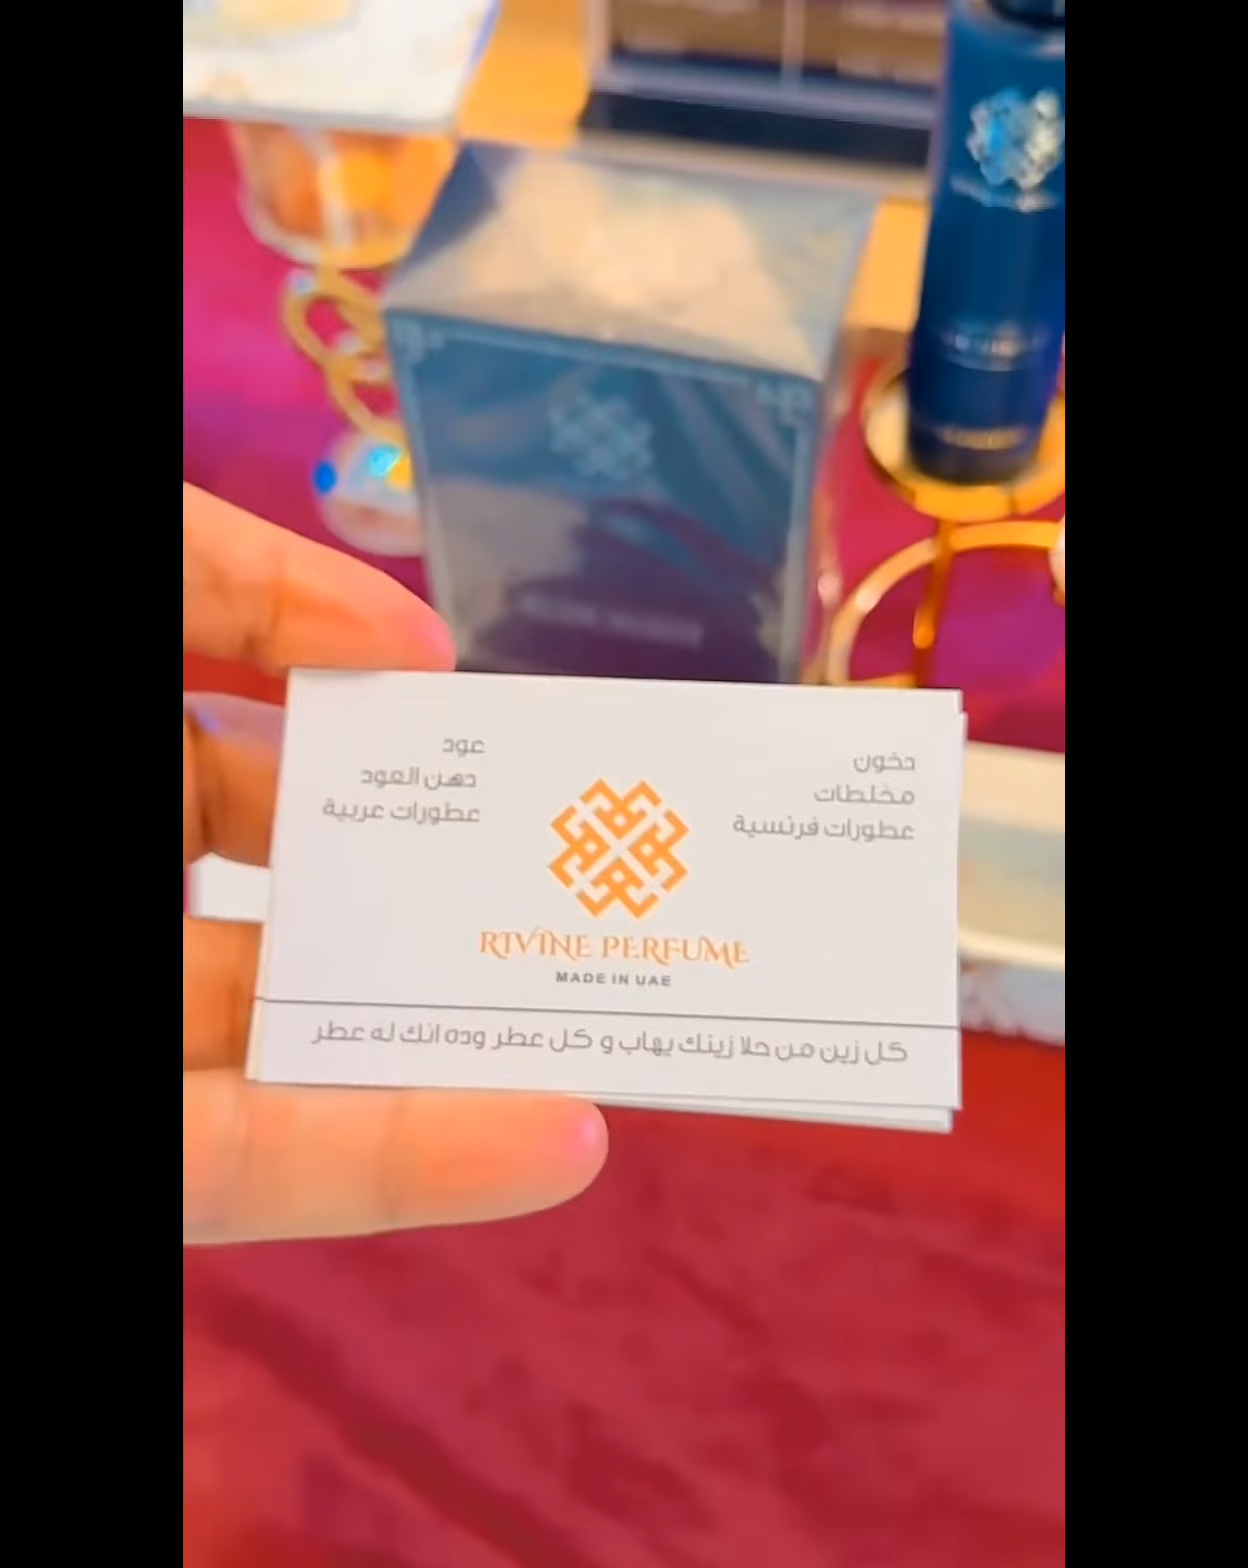 دخون
مخلطات
عطورات فرنسية
عود
دهن العود
عطورات عربية
RIVINE PERFUME
MADE IN UAE
كل زين من حلا زينك يهاب و كل عطر وده انك له عطر